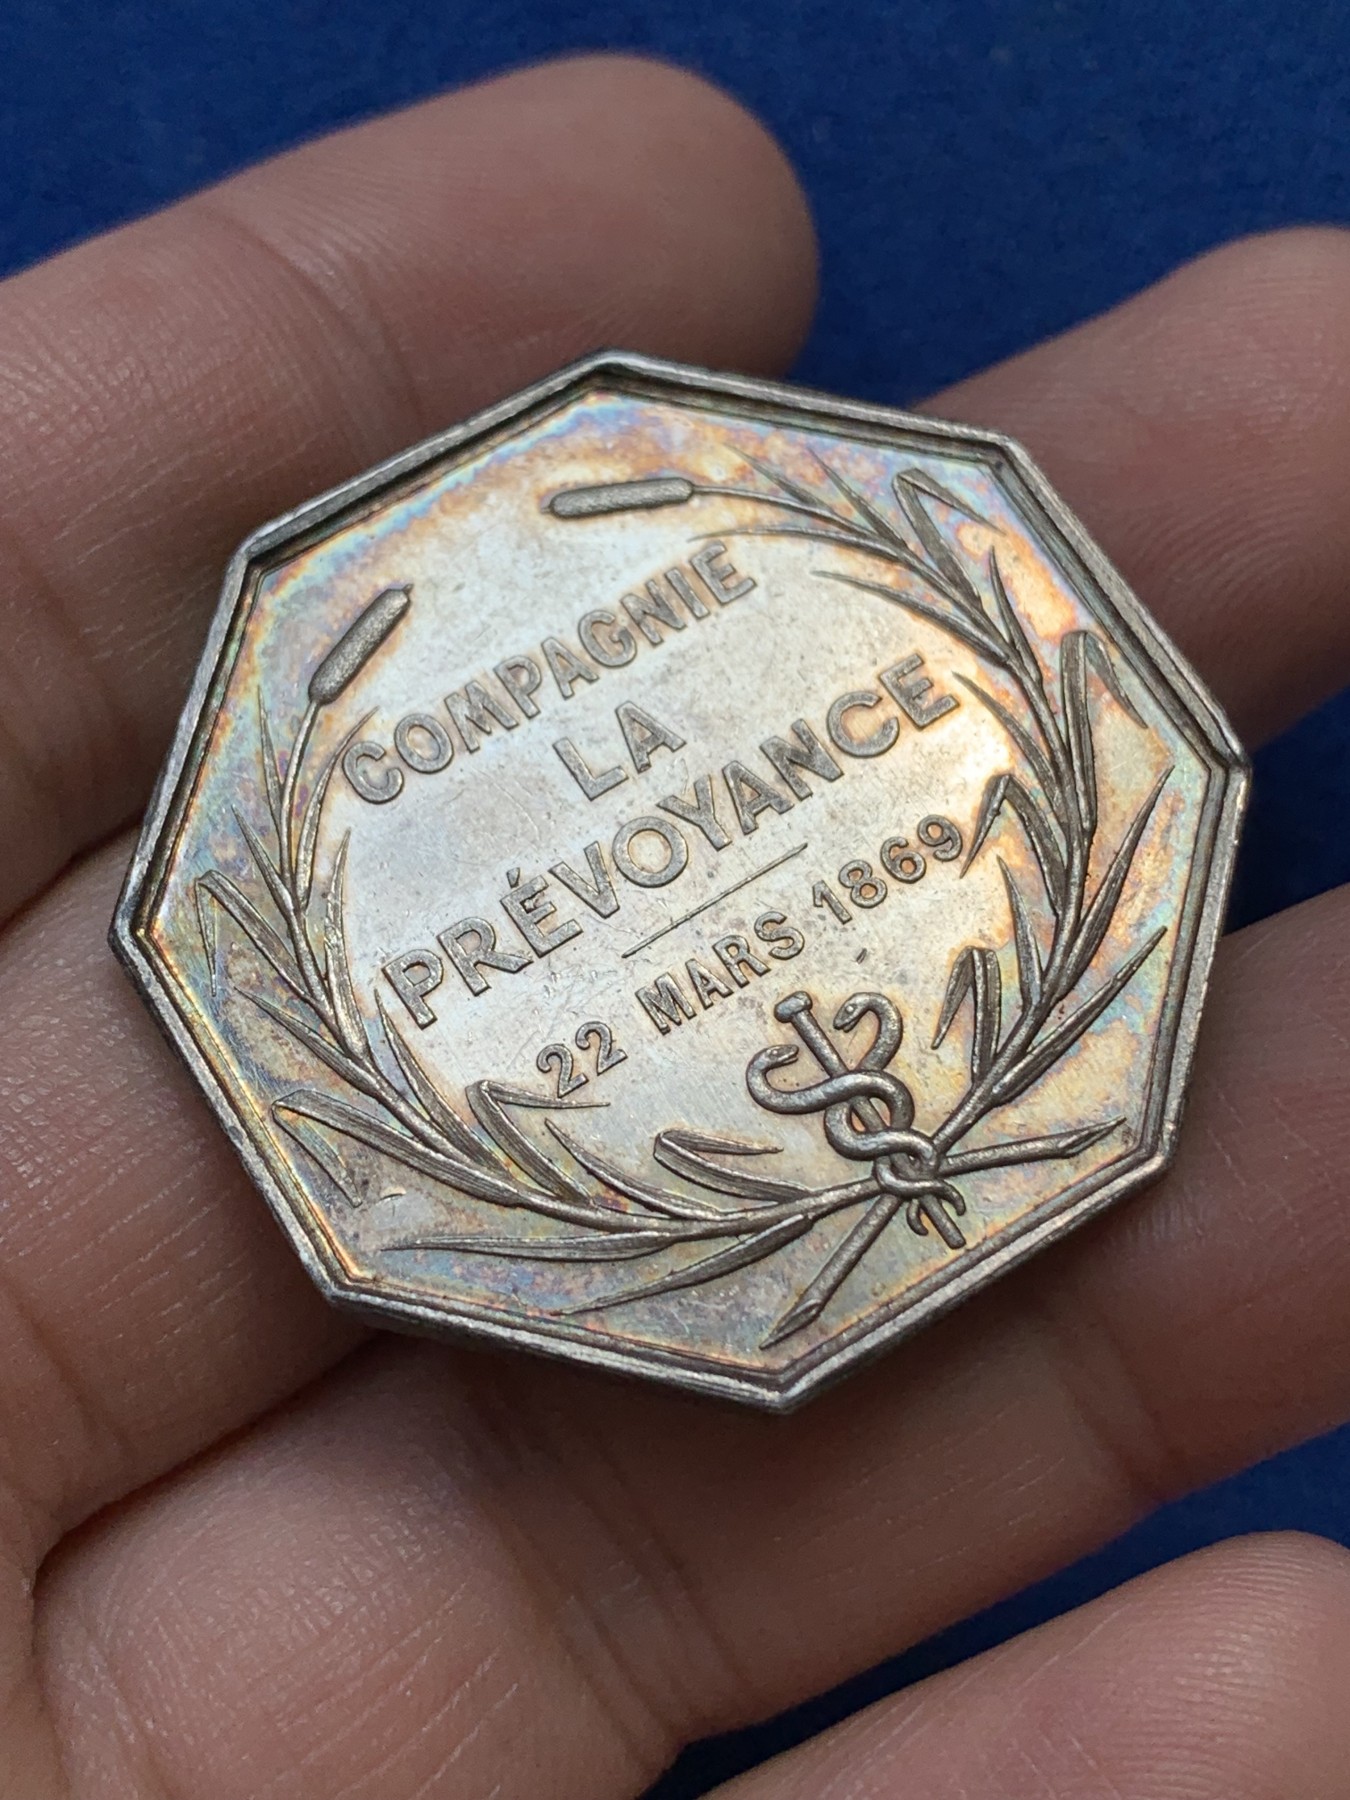 COMPAGNIE
LA
PRÉVOYANCE
22 MARS 1869